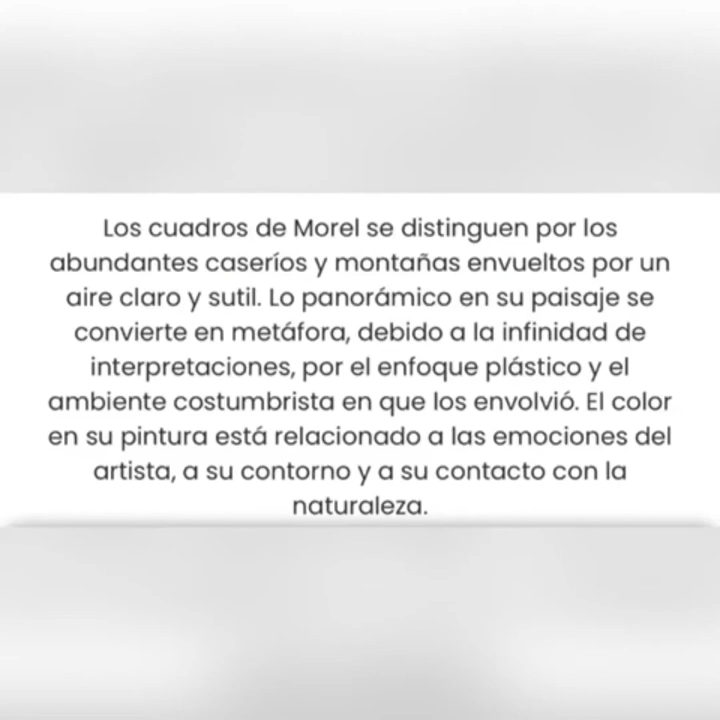 Los cuadros de Morel se distinguen por los
abundantes caseríos y montañas envueltos por un
aire claro y sutil. Lo panorámico en su paisaje se
convierte en metáfora, debido a la infinidad de
interpretaciones, por el enfoque plástico y el
ambiente costumbrista en que los envolvió. El color
en su pintura está relacionado a las emociones del
artista, a su contorno y a su contacto con la
naturaleza.